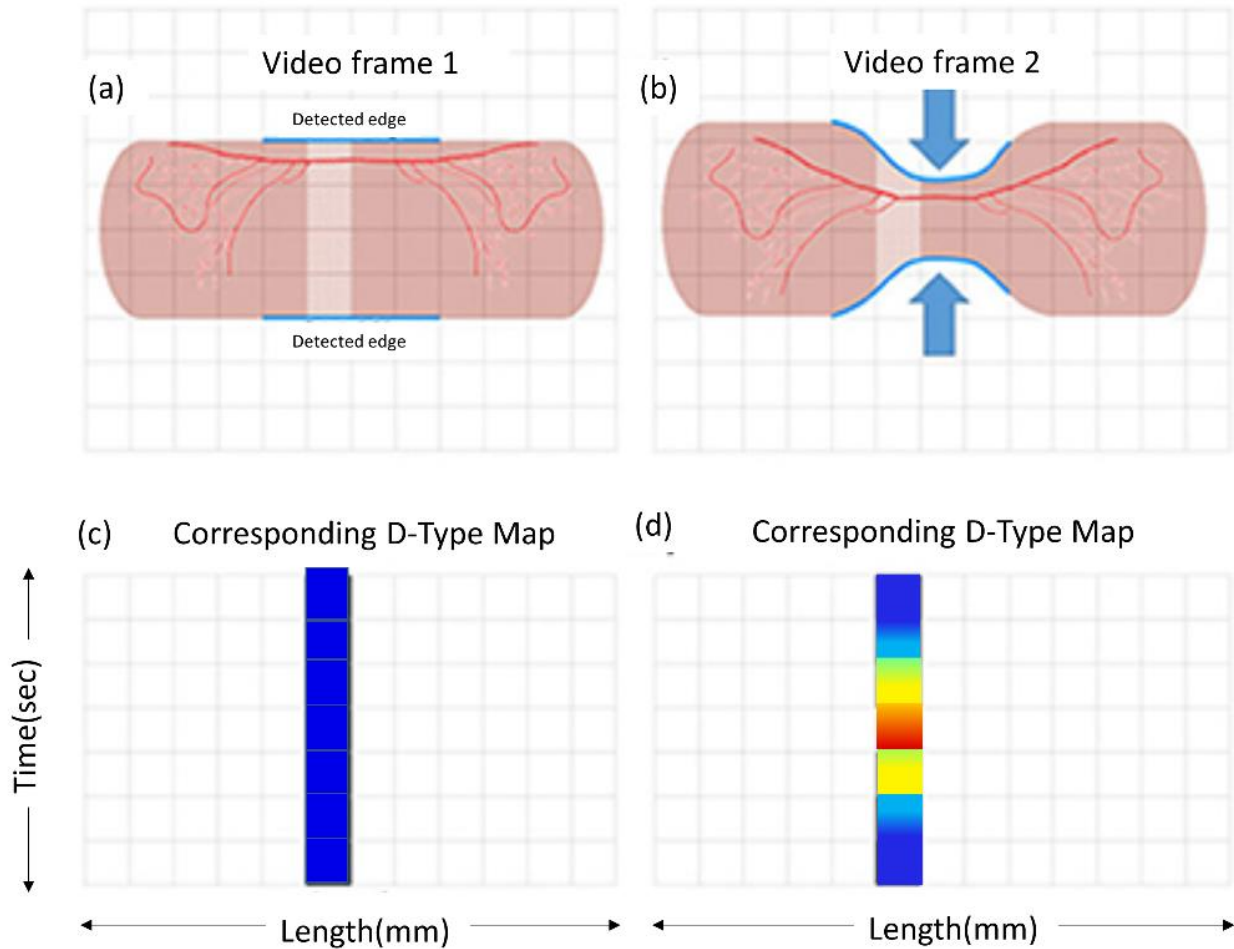 Video frame 1
(a)
Detected edge
Detected edge
Video frame 2
(b)
(c)
Corresponding D-Type Map
(d)
Corresponding D-Type Map
Time(sec)
Length(mm)
Length(mm)